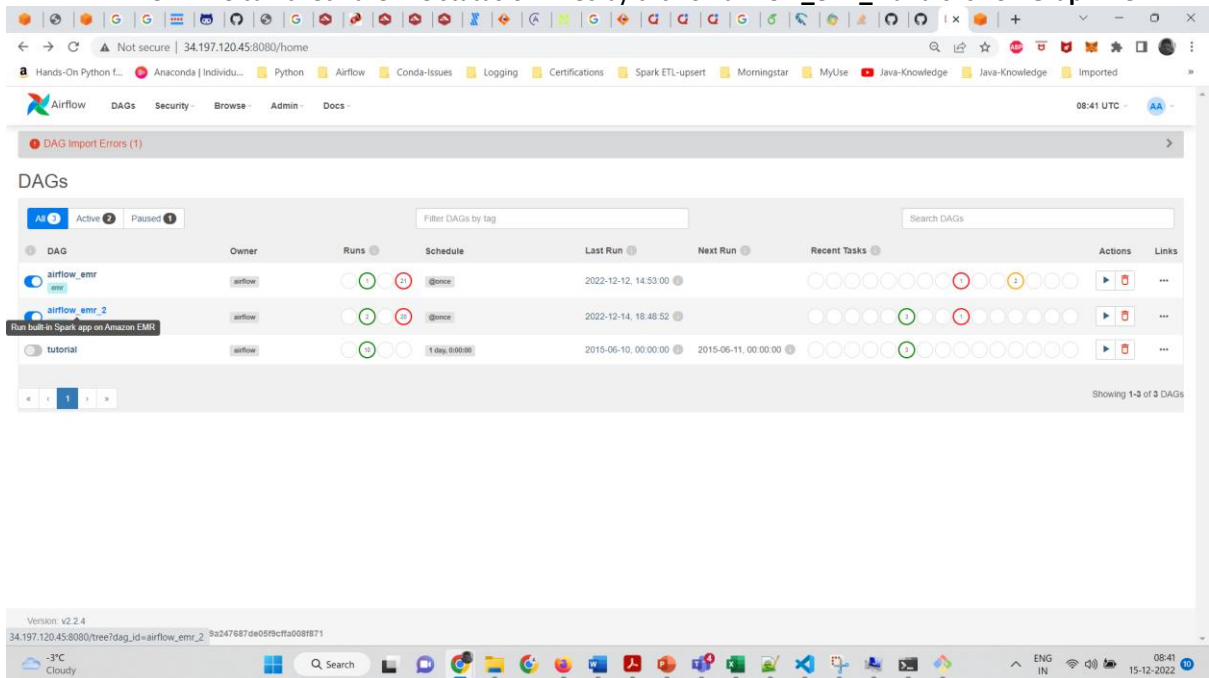 Not secure | 34.197.120.45:8080/home
Hands-On Python f... Anaconda | Individu... Python Airflow Conda-Issues Logging Certifications Spark ETL-upsert Morningstar MyUse Java-Knowledge Java-Knowledge Imported
Airflow DAGs Security Browse Admin Docs 08:41 UTC AA
DAG Import Errors (1)
DAGs
All 3 Active 2 Paused 1 Filter DAGs by tag Search DAGs
DAG Owner Runs Schedule Last Run Next Run Recent Tasks Actions Links
airflow_emr airflow 1 21 @once 2022-12-12, 14:53:00 1 2
emr
airflow_emr_2 airflow 2 28 @once 2022-12-14, 18:48:52 3 1
Run built-in Spark app on Amazon EMR
tutorial airflow 10 1 day, 0:00:00 2015-06-10, 00:00:00 2015-06-11, 00:00:00 3
« ‹ 1 › » Showing 1-3 of 3 DAGs
Version: v2.2.4
34.197.120.45:8080/tree?dag_id=airflow_emr_2 9a247687de05f9cffa008f871
-3°C
Cloudy
Search
ENG
IN
08:41
15-12-2022
10